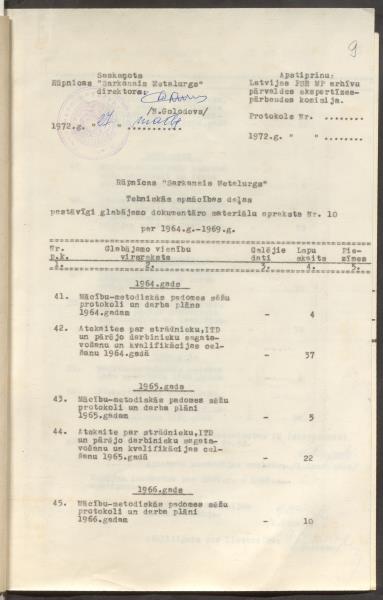 9
Saskaņots
Rūpnīcas "Sarkanais Metalurgs"
direktors:
/M.Golodovs/
1972.g. " 27 " ...........
Apstiprinu:
Latvijas PSR MP arhīvu
pārvaldes ekspertīzes-
pārbaudes komisija.
Protokols Nr. ........
1972.g. " " ........
Rūpnīcas "Sarkanais Metalurgs"
Tehniskās apmācības daļas
pastāvīgi glabājamo dokumentāro materiālu apraksts Nr. 10
par 1964.g.-1969.g.
Nr. Glabājamo vienību Galējie Lapu Pie-
p.k. virsraksts dati skaits zīmes
1. 2. 3. 4. 5.
1964.gads
41. Mācību-metodiskās padomes sēžu
protokoli un darba plāns
1964.gadam - 4
42. Atskaites par strādnieku,ITD
un pārējo darbinieku sagata-
vošanu un kvalifikācijas cel-
šanu 1964.gadā - 37
1965.gads
43. Mācību-metodiskās padomes sēžu
protokoli un darba plāni
1965.gadam - 5
44. Atskaite par strādnieku,ITD
un pārējo darbinieku sagata-
vošanu un kvalifikācijas cel-
šanu 1965.gadā - 22
1966.gads
45. Mācību-metodiskās padomes sēžu
protokoli un darba plāni
1966.gadam - 10